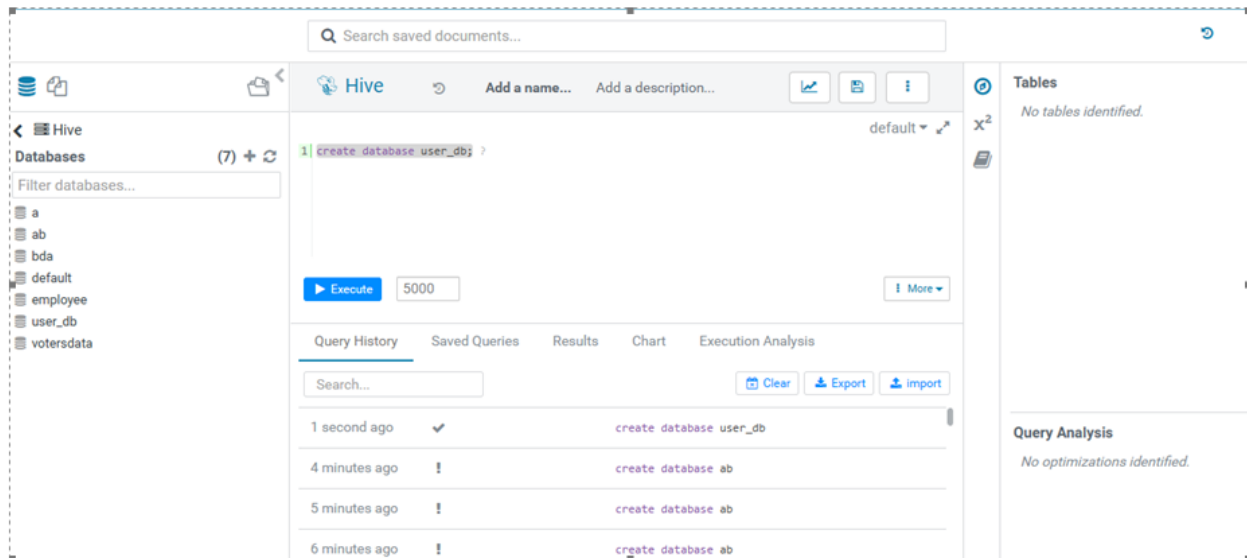 Search saved documents...
Hive
Add a name...
Add a description...
Hive
Databases
(7)
Filter databases...
a
ab
bda
default
employee
user_db
votersdata
default
1 create database user_db; ?
Execute
5000
More
Query History
Saved Queries
Results
Chart
Execution Analysis
Search...
Clear
Export
import
1 second ago create database user_db
4 minutes ago ! create database ab
5 minutes ago ! create database ab
6 minutes ago ! create database ab
x²
Tables
No tables identified.
Query Analysis
No optimizations identified.